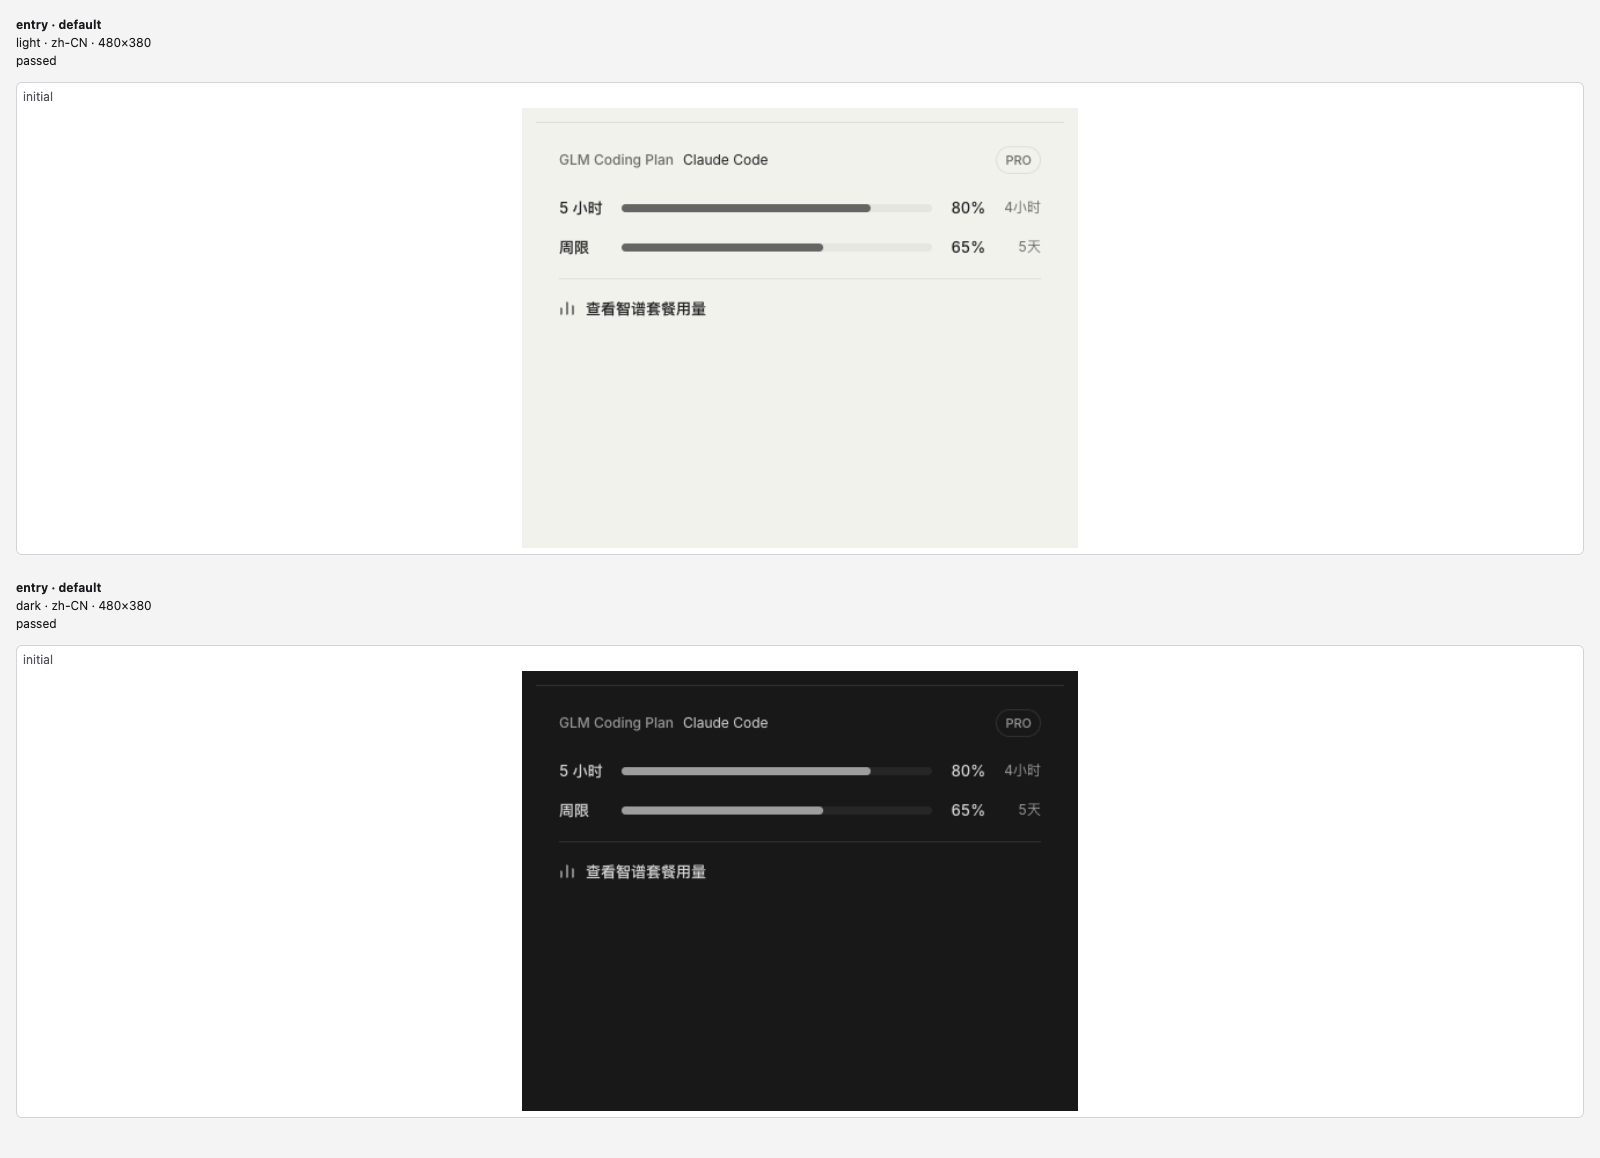 entry · default
light · zh-CN · 480×380
passed
initial
GLM Coding Plan Claude Code PRO
5 小时 80% 4小时
周限 65% 5天
查看智谱套餐用量
entry · default
dark · zh-CN · 480×380
passed
initial
GLM Coding Plan Claude Code PRO
5 小时 80% 4小时
周限 65% 5天
查看智谱套餐用量